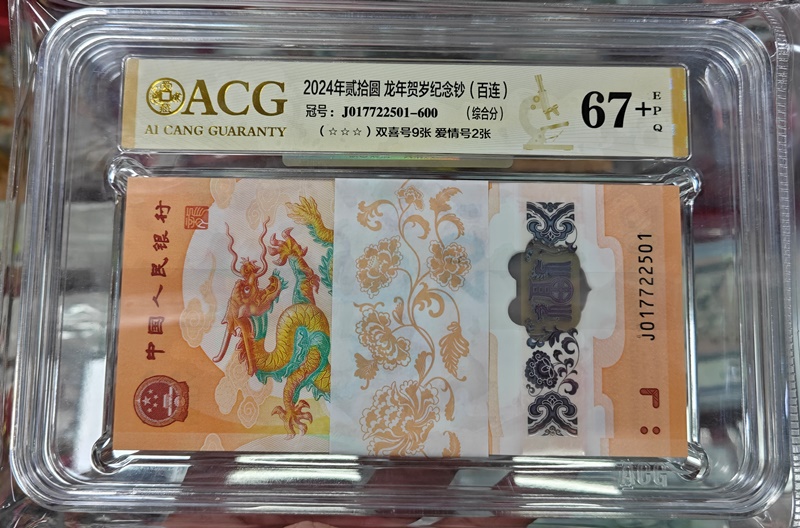 ACG
AI CANG GUARANTY
2024年贰拾圆 龙年贺岁纪念钞（百连）
冠号：J017722501-600 （综合分）
（☆☆☆）双喜号9张 爱情号2张
67+
EPQ
中国人民银行
J017722501
ACG